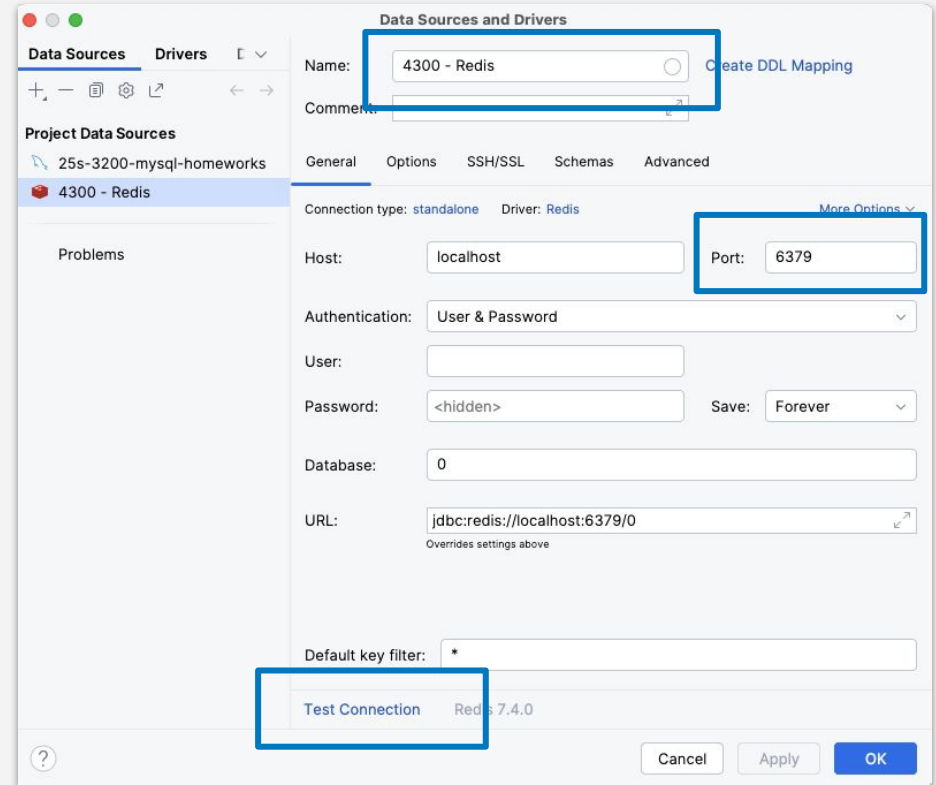 Data Sources and Drivers
Data Sources Drivers
Project Data Sources
25s-3200-mysql-homeworks
4300 - Redis
Problems
Name: 4300 - Redis Create DDL Mapping
Comment:
General Options SSH/SSL Schemas Advanced
Connection type: standalone Driver: Redis More Options
Host: localhost Port: 6379
Authentication: User & Password
User:
Password: <hidden> Save: Forever
Database: 0
URL: jdbc:redis://localhost:6379/0
Overrides settings above
Default key filter: *
Test Connection Redis 7.4.0
? Cancel Apply OK